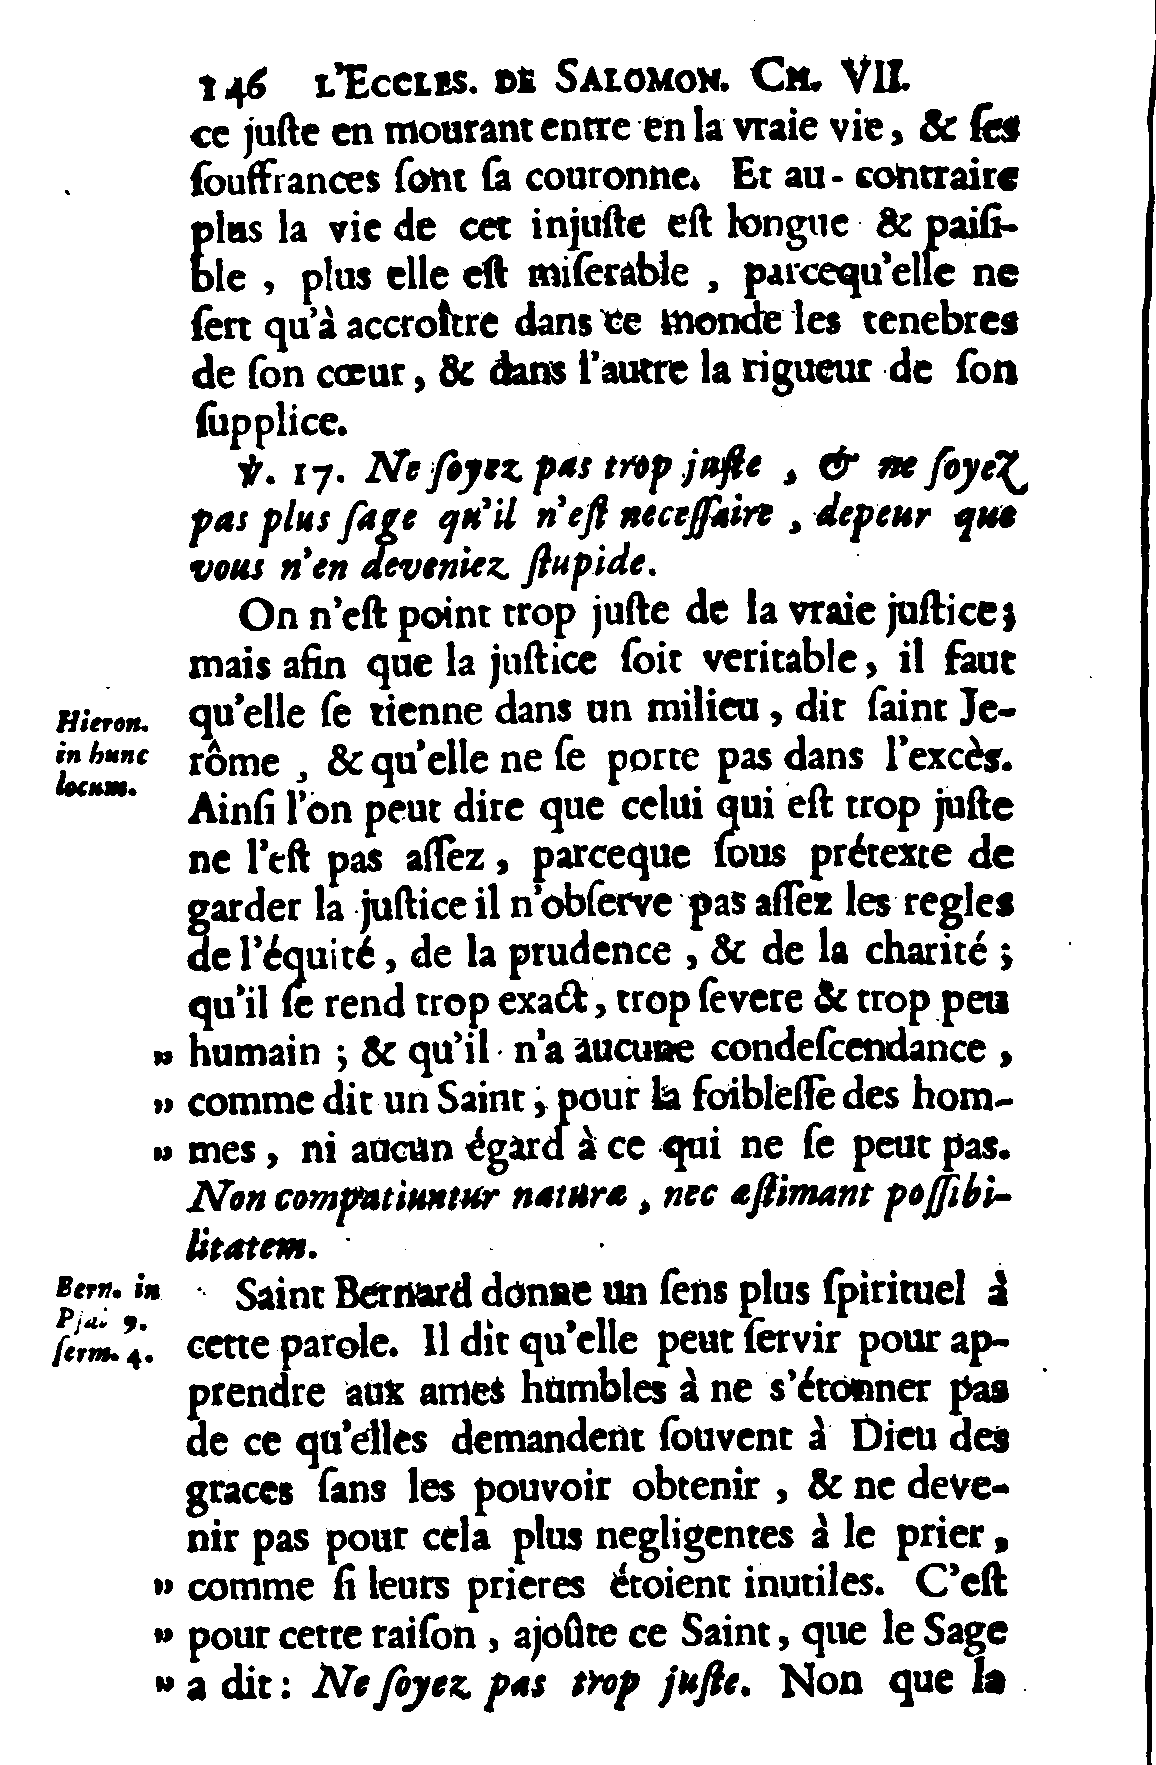 146 L'ECCLES. DE SALOMON. CH. VII.
ce juſte en mourant entre en la vraie vie, & ſes
ſouffrances ſont ſa couronne. Et au-contraire
plus la vie de cet injuſte eſt longue & paiſi-
ble , plus elle eſt miſerable , parcequ'elle ne
ſert qu'à accroître dans ce monde les tenebres
de ſon cœur, & dans l'autre la rigueur de ſon
ſupplice.
℣. 17. Ne ſoyez pas trop juſte , & ne ſoyez
pas plus ſage qu'il n'eſt neceſſaire , depeur que
vous n'en deveniez ſtupide.
On n'eſt point trop juſte de la vraie juſtice;
mais afin que la juſtice ſoit veritable, il faut
Hieron. qu'elle ſe tienne dans un milieu , dit ſaint Je-
in hunc rôme , & qu'elle ne ſe porte pas dans l'excès.
locum.
Ainſi l'on peut dire que celui qui eſt trop juſte
ne l'eſt pas aſſez , parceque ſous prétexte de
garder la juſtice il n'obſerve pas aſſez les regles
de l'équité, de la prudence , & de la charité ;
qu'il ſe rend trop exact, trop ſevere & trop peu
" humain ; & qu'il n'a aucune condeſcendance ,
" comme dit un Saint ; pour la foibleſſe des hom-
" mes , ni aucun égard à ce qui ne ſe peut pas.
Non compatiuntur naturæ , nec æſtimant poſſibi-
litatem.
Bern. in Saint Bernard donne un ſens plus ſpirituel à
Pſal. 9.
ſerm. 4. cette parole. Il dit qu'elle peut ſervir pour ap-
prendre aux ames humbles à ne s'étonner pas
de ce qu'elles demandent ſouvent à Dieu des
graces ſans les pouvoir obtenir , & ne deve-
nir pas pour cela plus negligentes à le prier ,
" comme ſi leurs prieres étoient inutiles. C'eſt
" pour cette raiſon , ajoûte ce Saint, que le Sage
" a dit : Ne ſoyez pas trop juſte. Non que la